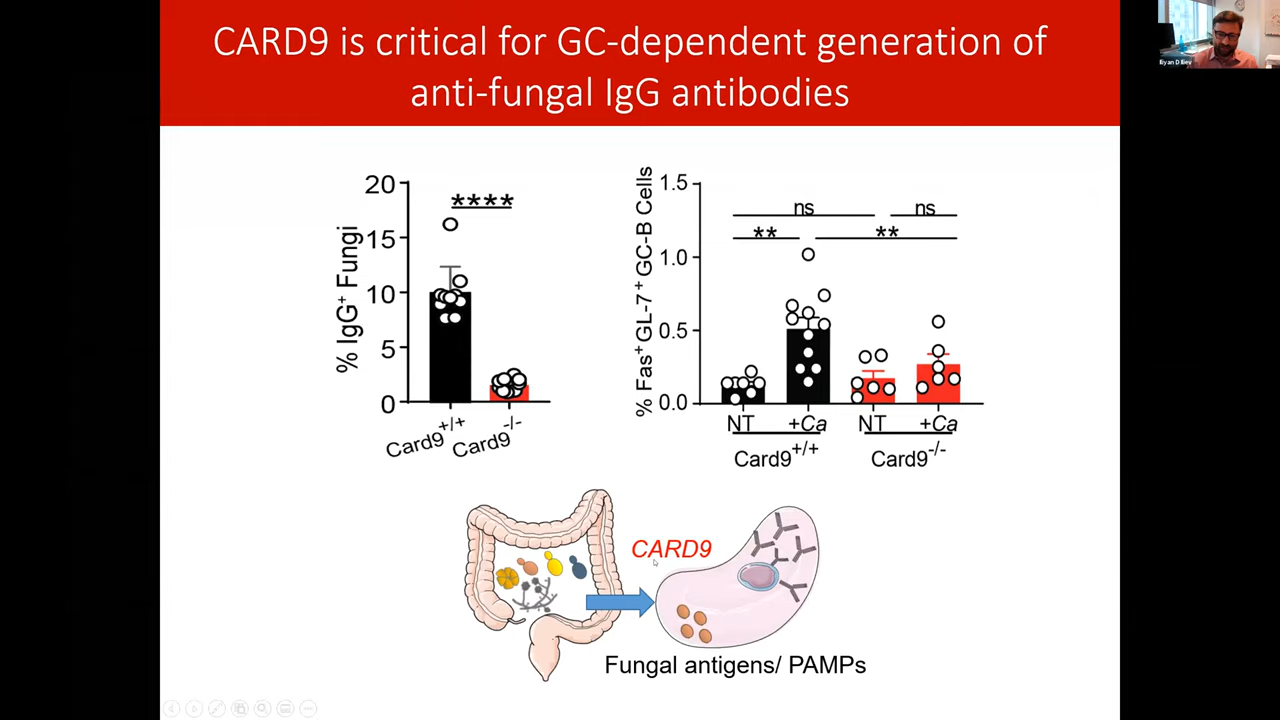 CARD9 is critical for GC-dependent generation of
anti-fungal IgG antibodies
% IgG+ Fungi
20
15
10
5
0
****
Card9+/+
Card9-/-
% Fas+GL-7+ GC-B Cells
1.5
1.0
0.5
0.0
ns
ns
**
**
NT
+Ca
NT
+Ca
Card9+/+
Card9-/-
CARD9
Fungal antigens/ PAMPs